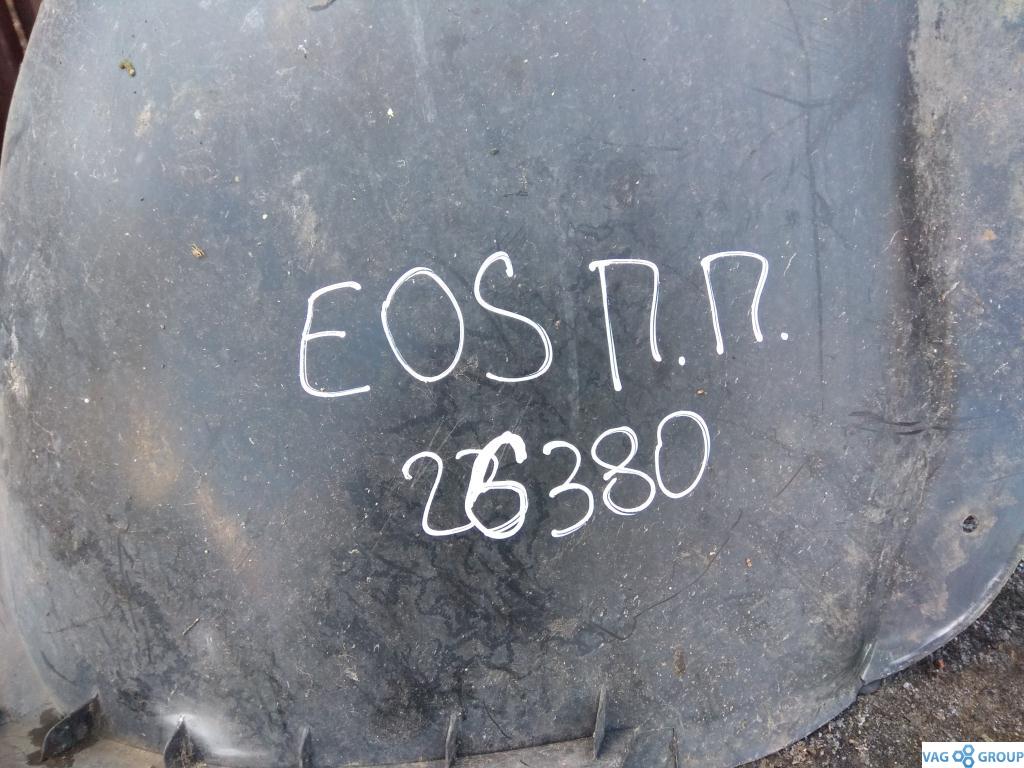 EOS П.П.
26380
VAG GROUP